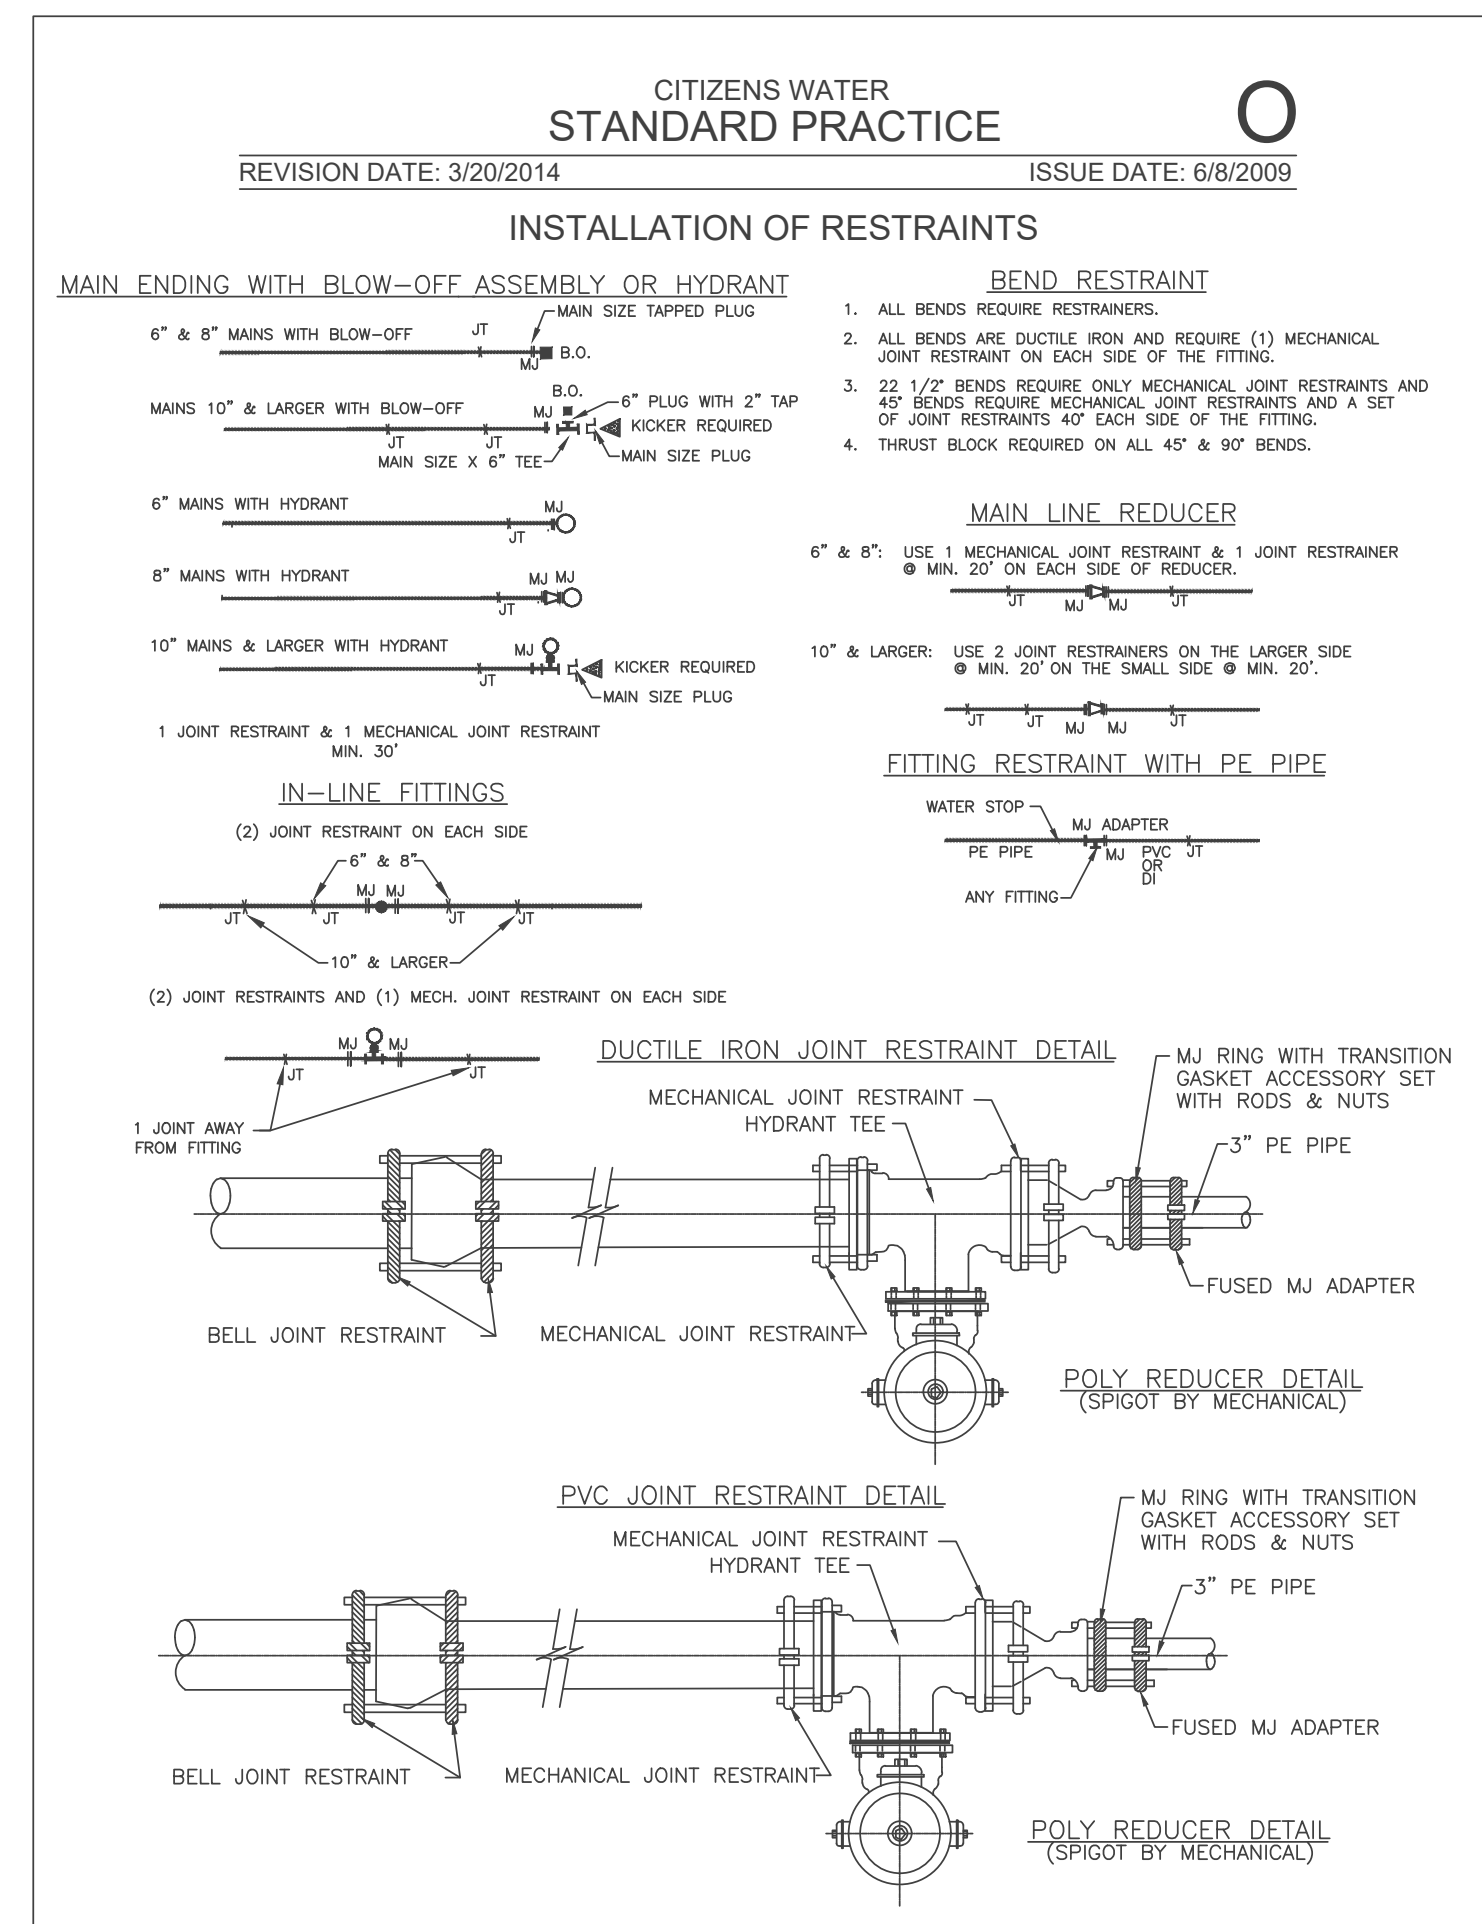 CITIZENS WATER
STANDARD PRACTICE
O
REVISION DATE: 3/20/2014
ISSUE DATE: 6/8/2009
INSTALLATION OF RESTRAINTS
MAIN ENDING WITH BLOW-OFF ASSEMBLY OR HYDRANT
MAIN SIZE TAPPED PLUG
6" & 8" MAINS WITH BLOW-OFF
JT
B.O.
MJ
B.O.
6" PLUG WITH 2" TAP
MAINS 10" & LARGER WITH BLOW-OFF
MJ
KICKER REQUIRED
JT
JT
MAIN SIZE PLUG
MAIN SIZE X 6" TEE
6" MAINS WITH HYDRANT
MJ
JT
8" MAINS WITH HYDRANT
MJ MJ
JT
10" MAINS & LARGER WITH HYDRANT
MJ
KICKER REQUIRED
JT
MAIN SIZE PLUG
1 JOINT RESTRAINT & 1 MECHANICAL JOINT RESTRAINT
MIN. 30'
IN-LINE FITTINGS
(2) JOINT RESTRAINT ON EACH SIDE
6" & 8"
MJ MJ
JT
JT
JT
JT
10" & LARGER
(2) JOINT RESTRAINTS AND (1) MECH. JOINT RESTRAINT ON EACH SIDE
MJ
MJ
JT
JT
1 JOINT AWAY
FROM FITTING
BEND RESTRAINT
1. ALL BENDS REQUIRE RESTRAINERS.
2. ALL BENDS ARE DUCTILE IRON AND REQUIRE (1) MECHANICAL
JOINT RESTRAINT ON EACH SIDE OF THE FITTING.
3. 22 1/2° BENDS REQUIRE ONLY MECHANICAL JOINT RESTRAINTS AND
45° BENDS REQUIRE MECHANICAL JOINT RESTRAINTS AND A SET
OF JOINT RESTRAINTS 40° EACH SIDE OF THE FITTING.
4. THRUST BLOCK REQUIRED ON ALL 45° & 90° BENDS.
MAIN LINE REDUCER
6" & 8": USE 1 MECHANICAL JOINT RESTRAINT & 1 JOINT RESTRAINER
@ MIN. 20' ON EACH SIDE OF REDUCER.
JT
MJ
MJ
JT
10" & LARGER: USE 2 JOINT RESTRAINERS ON THE LARGER SIDE
@ MIN. 20' ON THE SMALL SIDE @ MIN. 20'.
JT
JT
MJ
MJ
JT
FITTING RESTRAINT WITH PE PIPE
WATER STOP
MJ ADAPTER
PE PIPE
MJ
PVC
OR
DI
JT
ANY FITTING
DUCTILE IRON JOINT RESTRAINT DETAIL
MJ RING WITH TRANSITION
GASKET ACCESSORY SET
WITH RODS & NUTS
MECHANICAL JOINT RESTRAINT
HYDRANT TEE
3" PE PIPE
FUSED MJ ADAPTER
BELL JOINT RESTRAINT
MECHANICAL JOINT RESTRAINT
POLY REDUCER DETAIL
(SPIGOT BY MECHANICAL)
PVC JOINT RESTRAINT DETAIL
MJ RING WITH TRANSITION
GASKET ACCESSORY SET
WITH RODS & NUTS
MECHANICAL JOINT RESTRAINT
HYDRANT TEE
3" PE PIPE
FUSED MJ ADAPTER
BELL JOINT RESTRAINT
MECHANICAL JOINT RESTRAINT
POLY REDUCER DETAIL
(SPIGOT BY MECHANICAL)